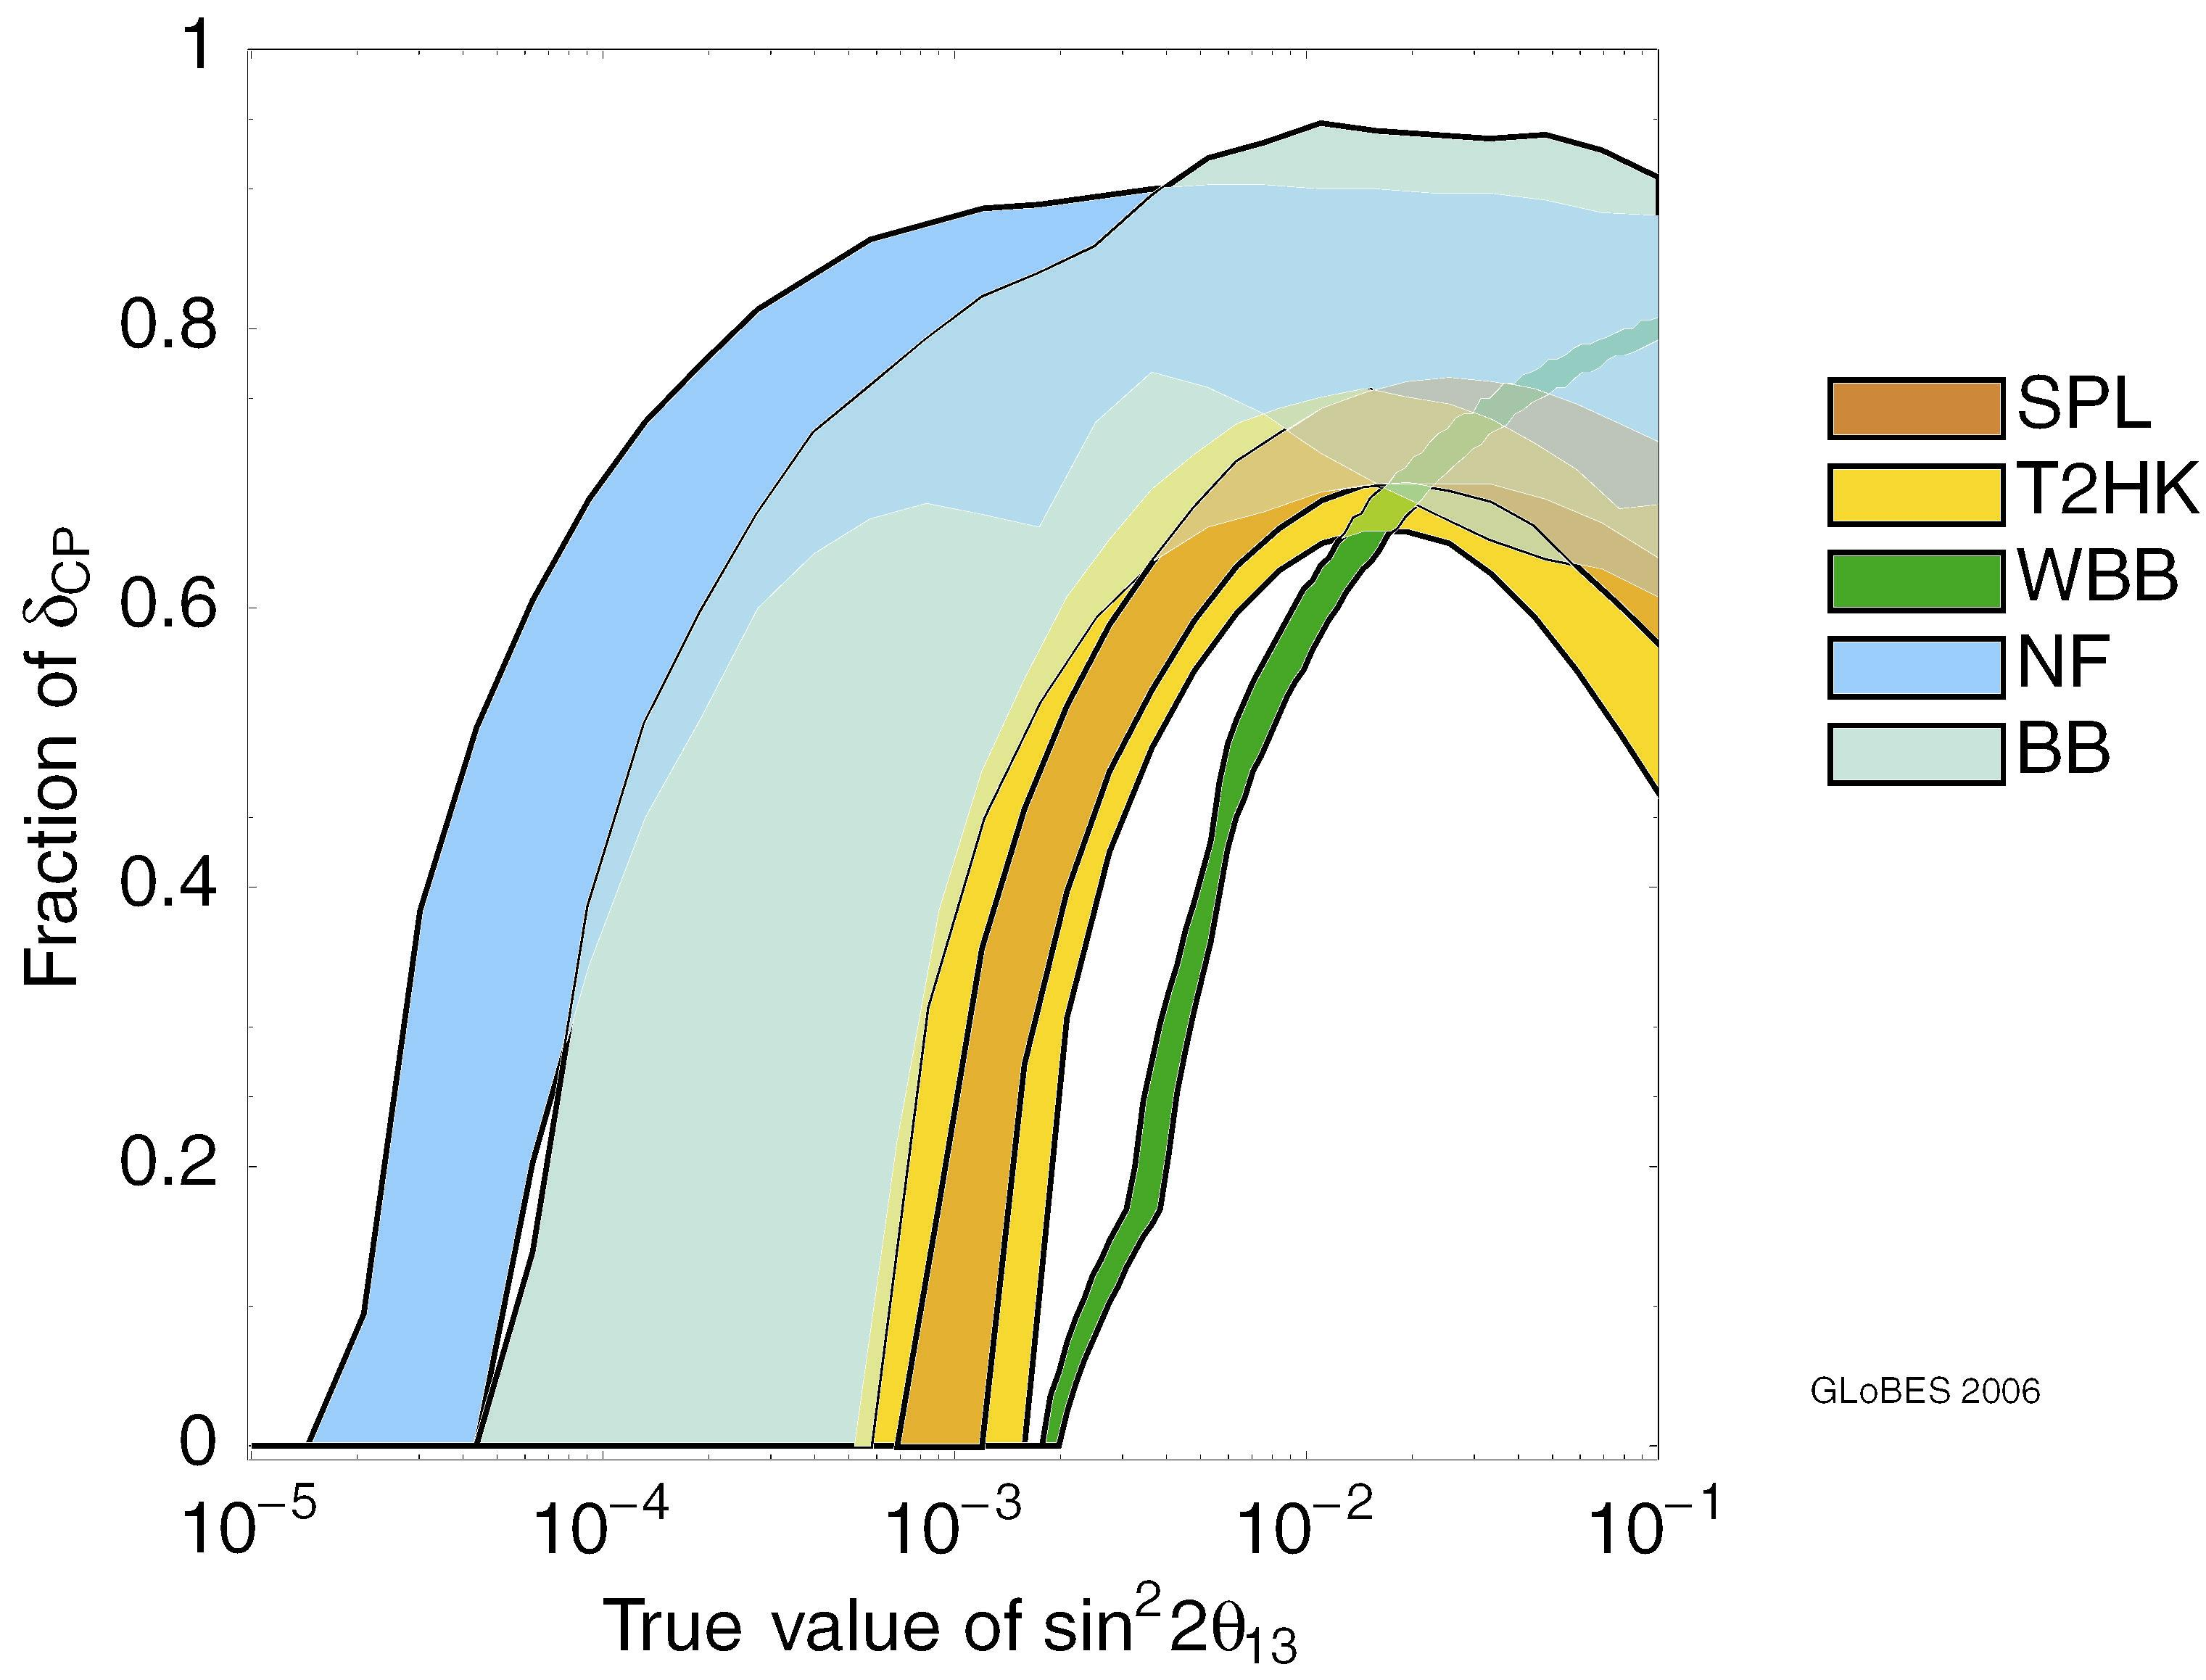 1
0.8
0.6
0.4
0.2
0
Fraction of δCP
10−5 10−4 10−3 10−2 10−1
True value of sin²2θ13
SPL
T2HK
WBB
NF
BB
GLoBES 2006